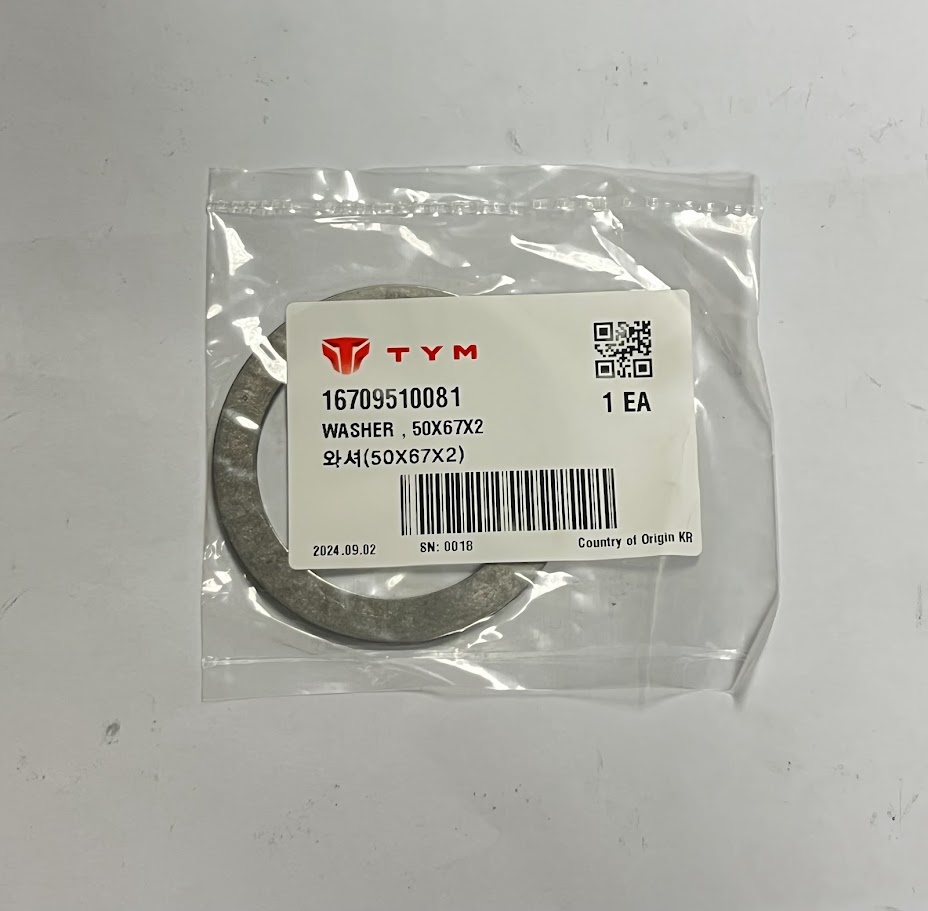 TYM
16709510081
1 EA
WASHER , 50X67X2
와셔(50X67X2)
2024.09.02 SN: 0018 Country of Origin KR